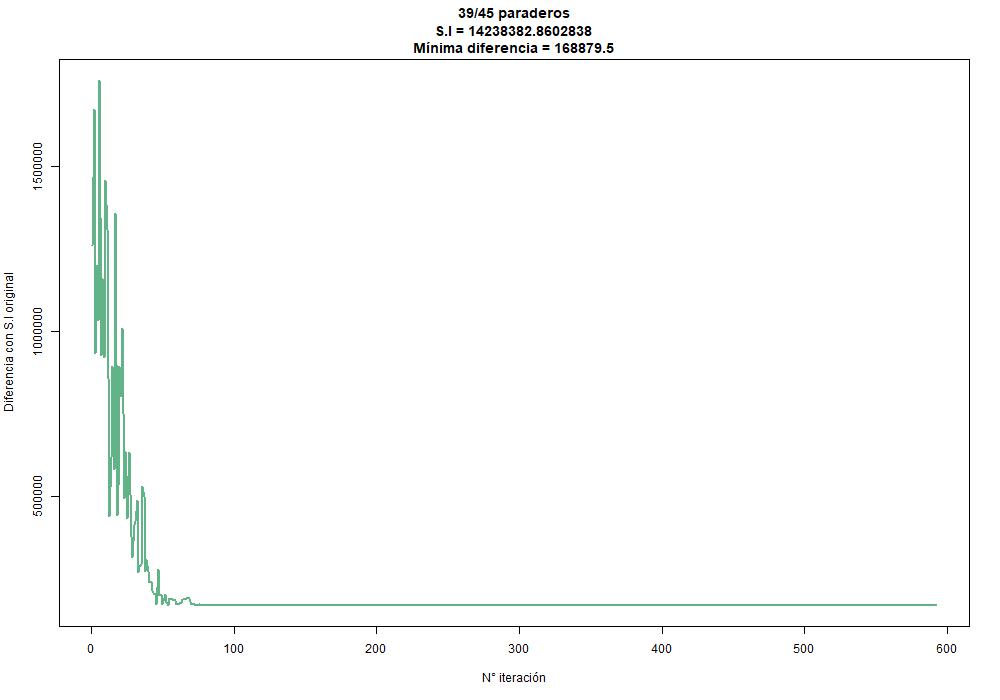 39/45 paraderos
S.I = 14238382.8602838
Mínima diferencia = 168879.5
Diferencia con S.I original
1500000
1000000
500000
0 100 200 300 400 500 600
N° iteración